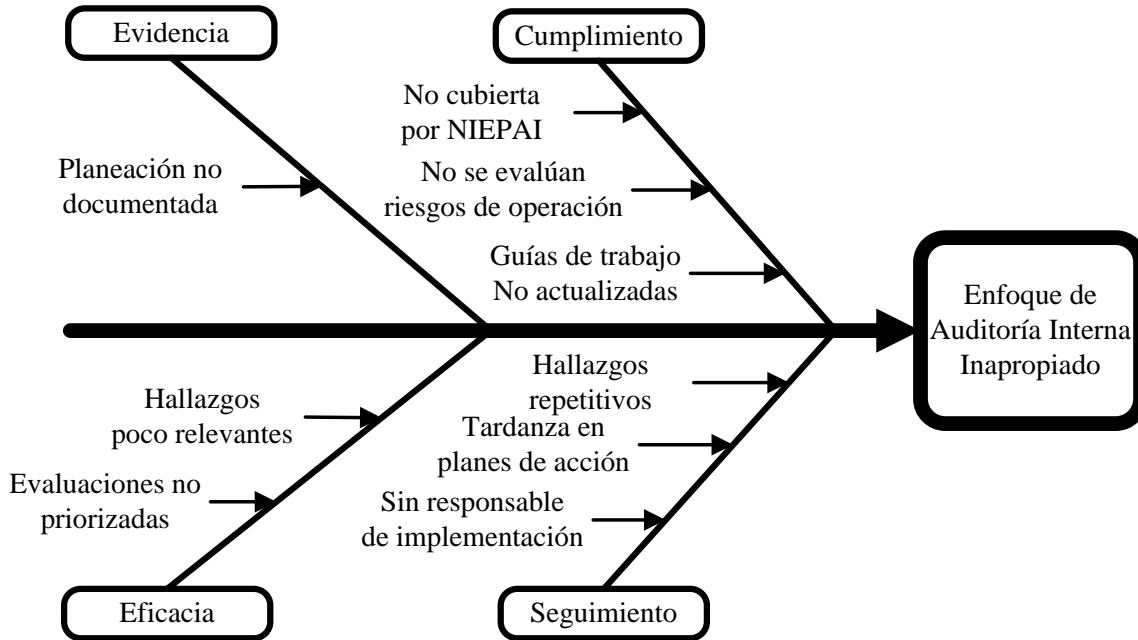 Evidencia
Cumplimiento
No cubierta
por NIEPAI
Planeación no
documentada
No se evalúan
riesgos de operación
Guías de trabajo
No actualizadas
Enfoque de
Auditoría Interna
Inapropiado
Hallazgos
repetitivos
Hallazgos
poco relevantes
Tardanza en
planes de acción
Evaluaciones no
priorizadas
Sin responsable
de implementación
Eficacia
Seguimiento